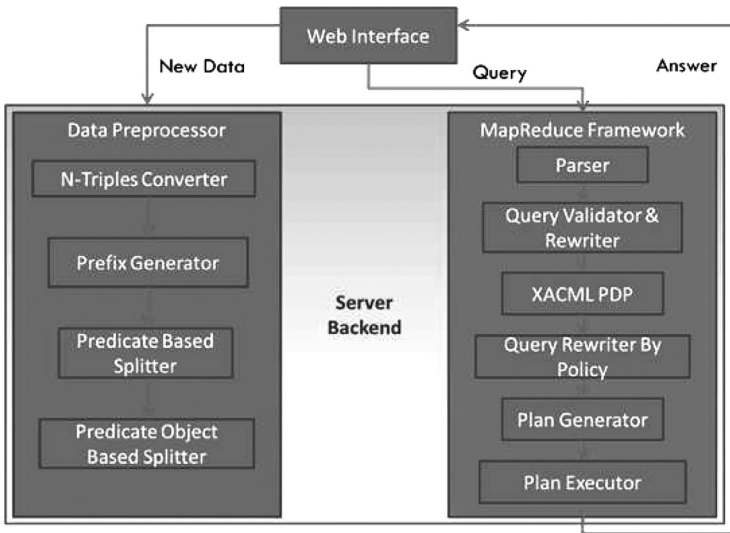 Web Interface
New Data
Query
Answer
Data Preprocessor
N-Triples Converter
Prefix Generator
Predicate Based
Splitter
Predicate Object
Based Splitter
Server
Backend
MapReduce Framework
Parser
Query Validator &
Rewriter
XACML PDP
Query Rewriter By
Policy
Plan Generator
Plan Executor